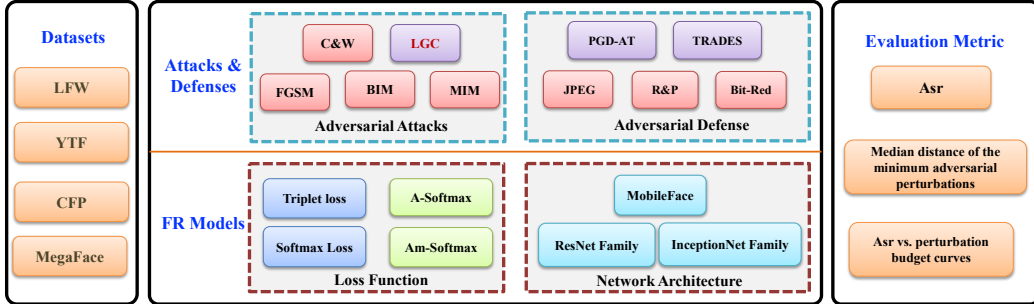 Datasets
LFW
YTF
CFP
MegaFace
Attacks &
Defenses
C&W
LGC
FGSM
BIM
MIM
Adversarial Attacks
PGD-AT
TRADES
JPEG
R&P
Bit-Red
Adversarial Defense
FR Models
Triplet loss
A-Softmax
Softmax Loss
Am-Softmax
Loss Function
MobileFace
ResNet Family
InceptionNet Family
Network Architecture
Evaluation Metric
Asr
Median distance of the
minimum adversarial
perturbations
Asr vs. perturbation
budget curves